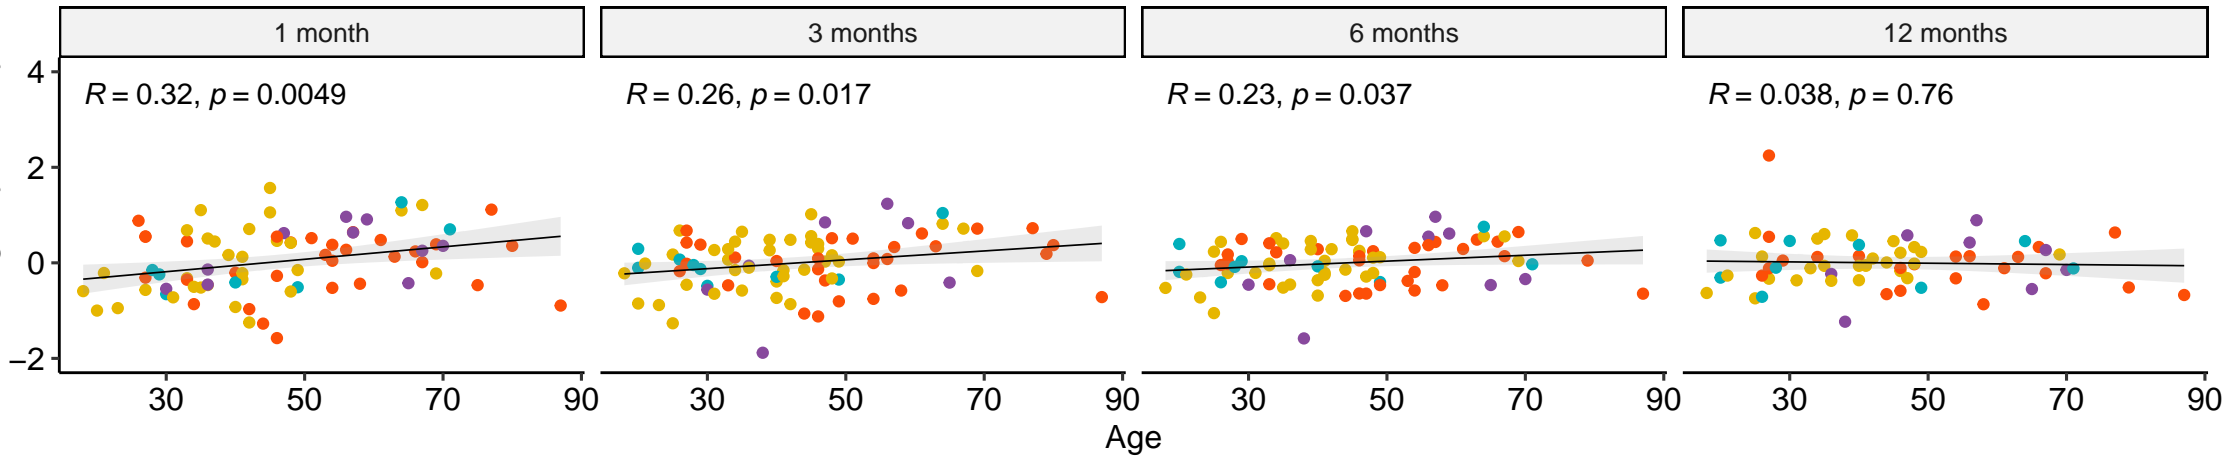 1 month
3 months
6 months
12 months
R = 0.32, p = 0.0049
R = 0.26, p = 0.017
R = 0.23, p = 0.037
R = 0.038, p = 0.76
4
2
0
−2
30 50 70 90 30 50 70 90 30 50 70 90 30 50 70 90
Age